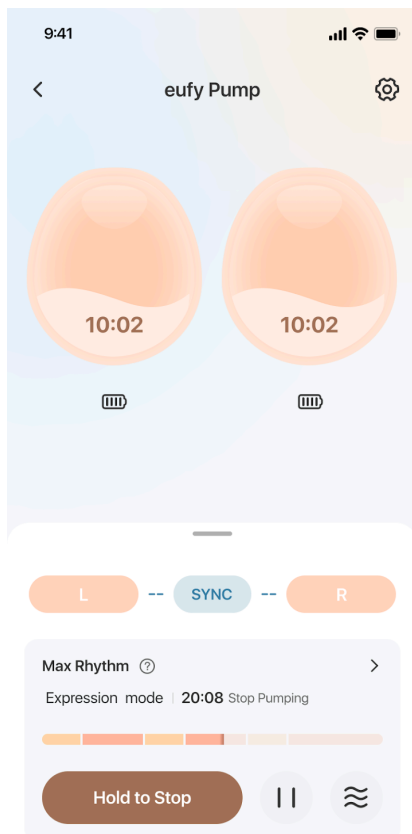 9:41
eufy Pump
10:02 10:02
L -- SYNC -- R
Max Rhythm ?
Expression mode | 20:08 Stop Pumping
Hold to Stop